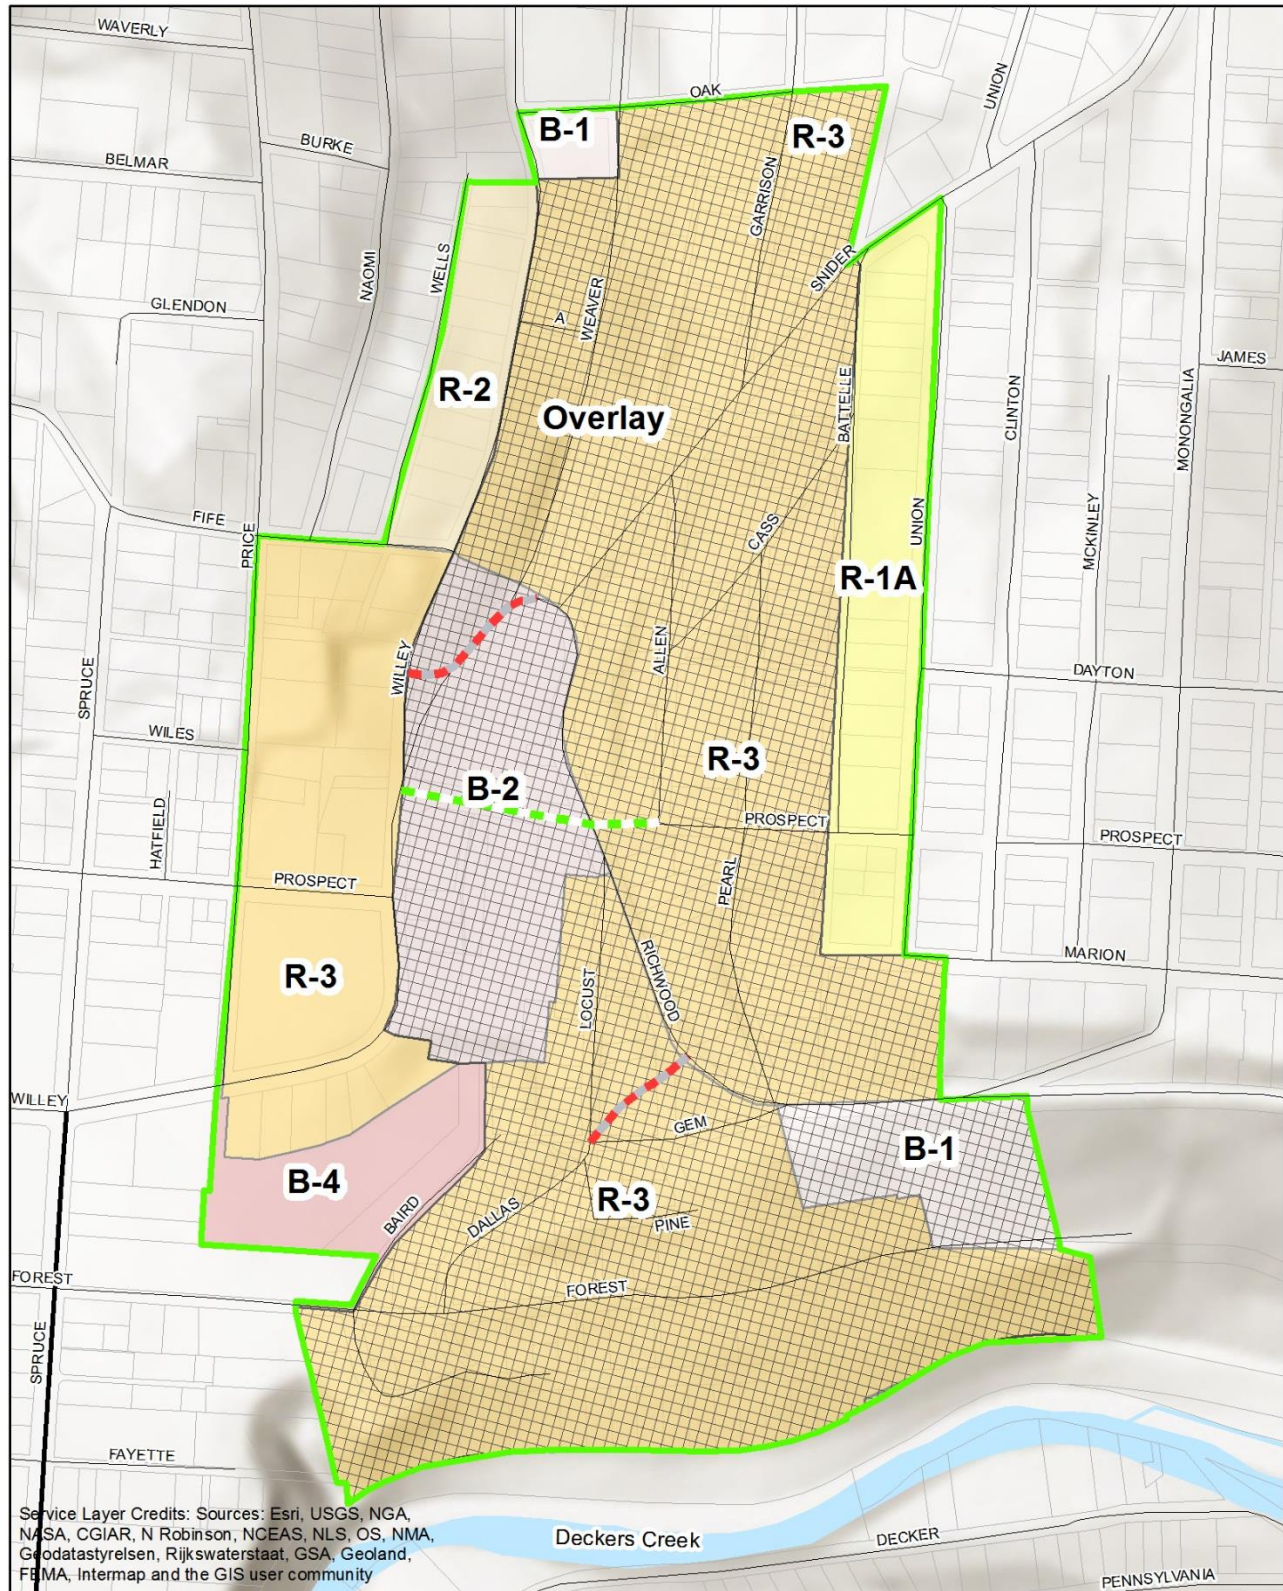 WAVERLY
UNION
OAK
B-1
R-3
BURKE
BELMAR
GARRISON
NAOMI
WELLS
SNIDER
GLENDON
WEAVER
A
JAMES
R-2
Overlay
BATTELLE
CLINTON
MONONGALIA
FIFE
PRICE
CASS
UNION
MCKINLEY
R-1A
WILLEY
ALLEN
SPRUCE
DAYTON
WILES
R-3
B-2
HATFIELD
PROSPECT
PROSPECT
PROSPECT
PEARL
R-3
LOCUST
RICHWOOD
MARION
WILLEY
GEM
B-1
B-4
BAIRD
DALLAS
R-3
PINE
FOREST
FOREST
SPRUCE
FAYETTE
Service Layer Credits: Sources: Esri, USGS, NGA,
NASA, CGIAR, N Robinson, NCEAS, NLS, OS, NMA,
Geodatastyrelsen, Rijkswaterstaat, GSA, Geoland,
FEMA, Intermap and the GIS user community
Deckers Creek
DECKER
PENNSYLVANIA